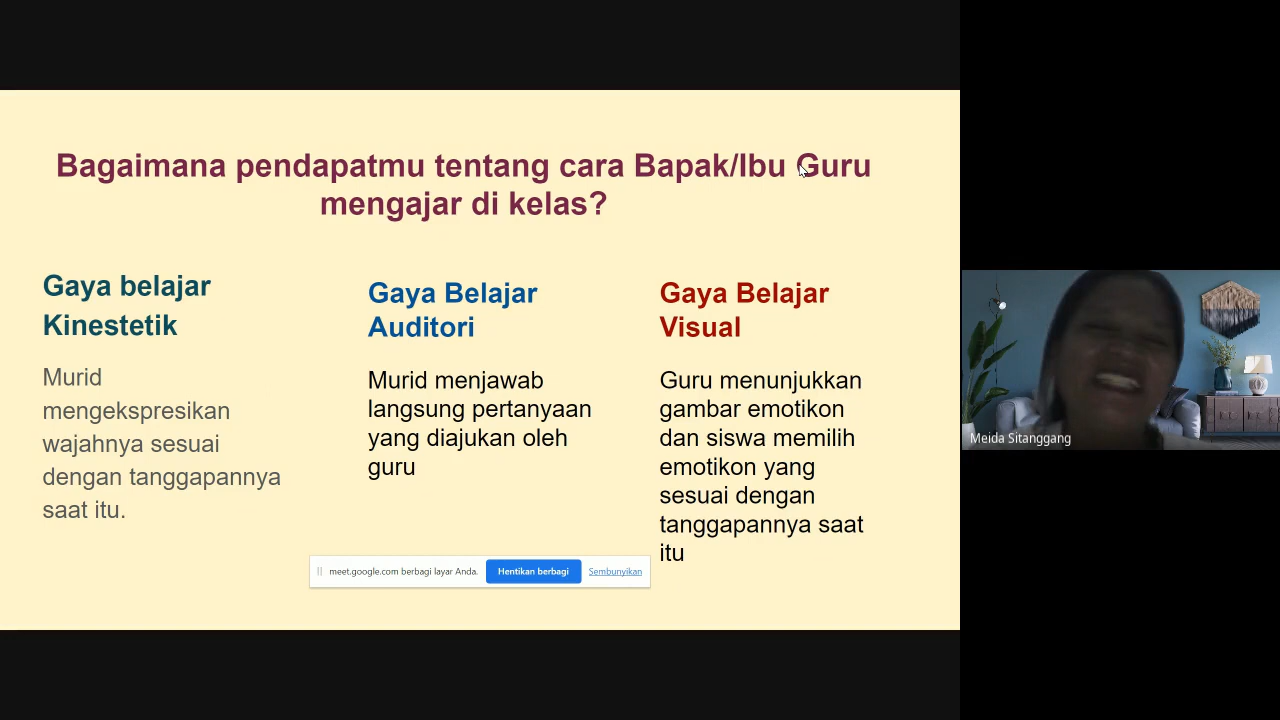 Bagaimana pendapatmu tentang cara Bapak/Ibu Guru
mengajar di kelas?
Gaya belajar
Kinestetik
Murid
mengekspresikan
wajahnya sesuai
dengan tanggapannya
saat itu.
Gaya Belajar
Auditori
Murid menjawab
langsung pertanyaan
yang diajukan oleh
guru
Gaya Belajar
Visual
Guru menunjukkan
gambar emotikon
dan siswa memilih
emotikon yang
sesuai dengan
tanggapannya saat
itu
meet.google.com berbagi layar Anda. Hentikan berbagi Sembunyikan
Meida Sitanggang